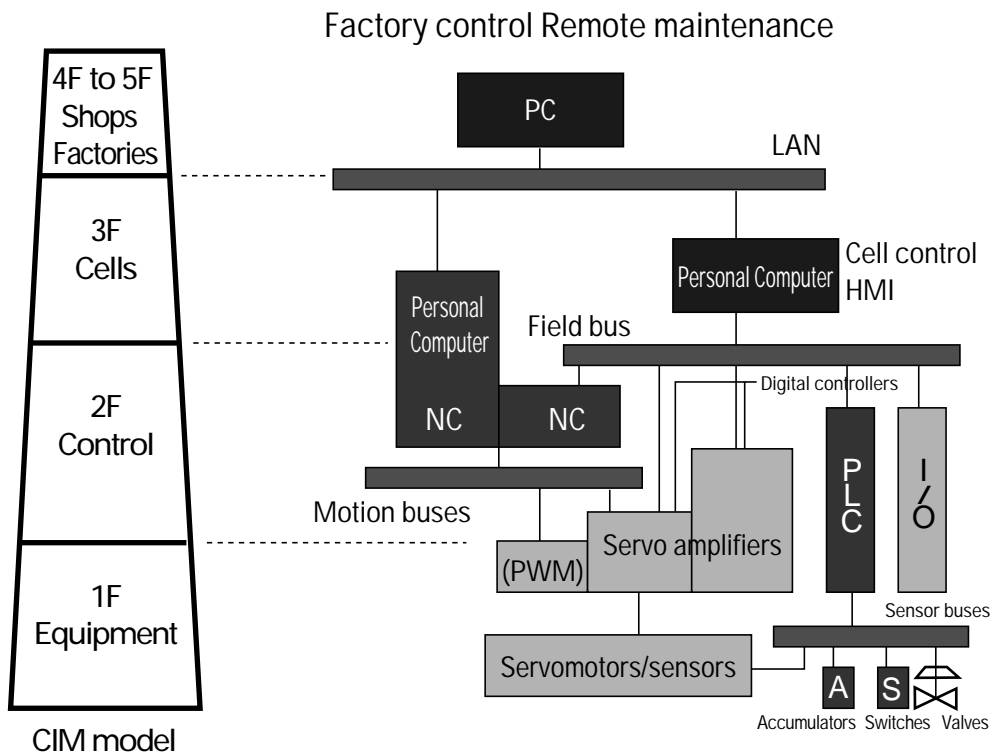 Factory control Remote maintenance
4F to 5F
Shops
Factories
PC
LAN
3F
Cells
Personal Computer
Cell control
HMI
Personal
Computer
Field bus
Digital controllers
NC
NC
2F
Control
PLC
I/O
Motion buses
Servo amplifiers
(PWM)
1F
Equipment
Sensor buses
Servomotors/sensors
A
S
Accumulators
Switches
Valves
CIM model